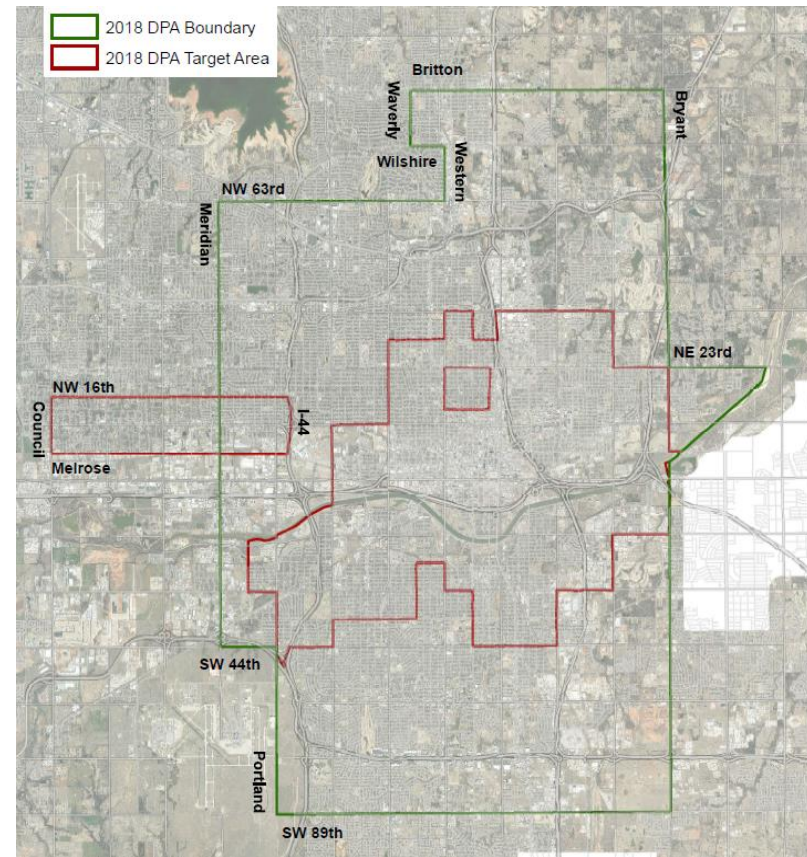 2018 DPA Boundary
2018 DPA Target Area
Britton
Waverly
Bryant
Wilshire
Western
NW 63rd
Meridian
NE 23rd
NW 16th
Council
I-44
Melrose
SW 44th
Portland
SW 89th